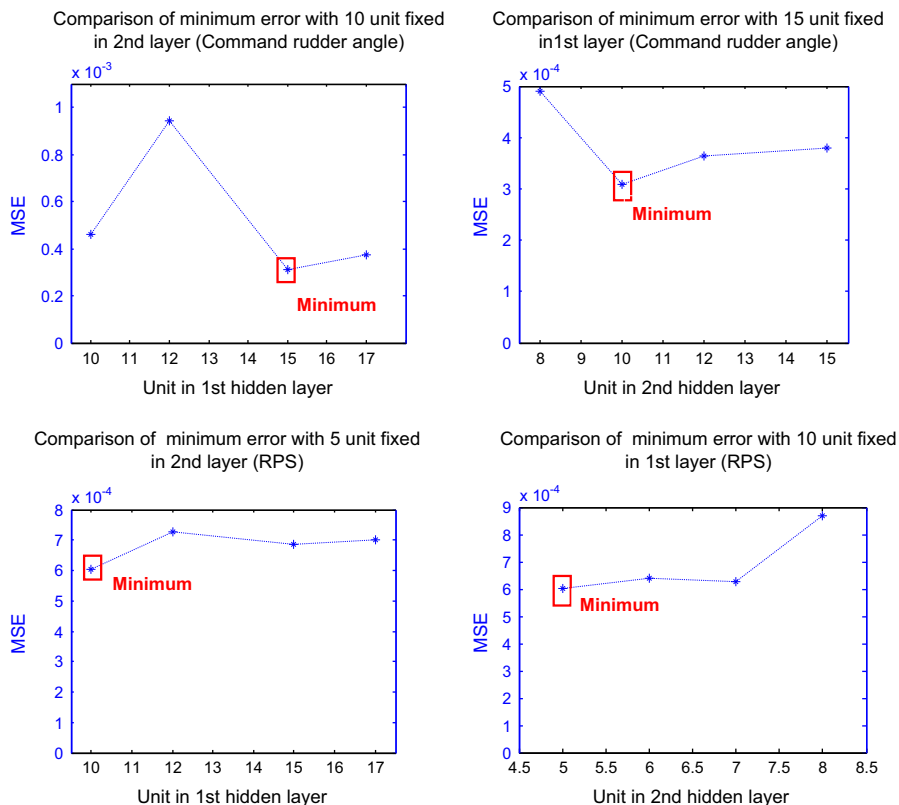 Comparison of minimum error with 10 unit fixed
in 2nd layer (Command rudder angle)
x 10-3
1
0.8
0.6
0.4
0.2
0
MSE
Minimum
10 11 12 13 14 15 16 17
Unit in 1st hidden layer
Comparison of minimum error with 15 unit fixed
in1st layer (Command rudder angle)
x 10-4
5
4
3
2
1
0
MSE
Minimum
8 9 10 11 12 13 14 15
Unit in 2nd hidden layer
Comparison of minimum error with 5 unit fixed
in 2nd layer (RPS)
x 10-4
8
7
6
5
4
3
2
1
0
MSE
Minimum
10 11 12 13 14 15 16 17
Unit in 1st hidden layer
Comparison of minimum error with 10 unit fixed
in 1st layer (RPS)
x 10-4
9
8
7
6
5
4
3
2
1
0
MSE
Minimum
4.5 5 5.5 6 6.5 7 7.5 8 8.5
Unit in 2nd hidden layer